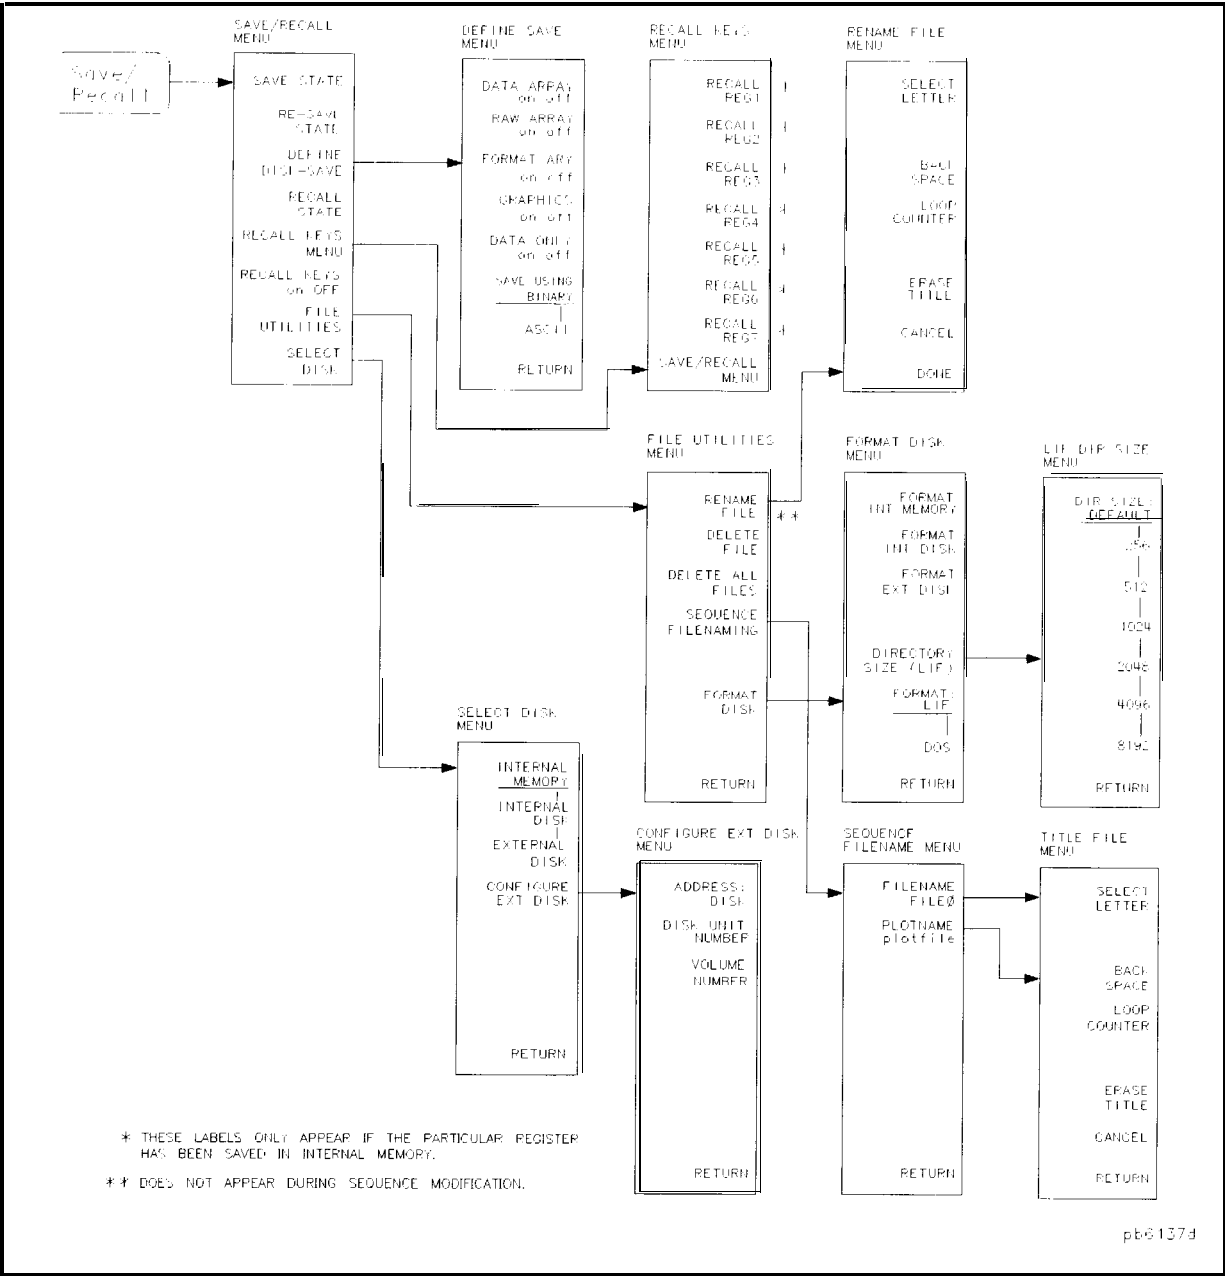 Save/
Recall
SAVE/RECALL
MENU
SAVE STATE
RE-SAVE
STATE
DEFINE
DISK-SAVE
RECALL
STATE
RECALL KEYS
MENU
RECALL KEYS
on OFF
FILE
UTILITIES
SELECT
DISK
DEFINE SAVE
MENU
DATA ARRAY
on off
RAW ARRAY
on off
FORMAT ARY
on off
GRAPHICS
on off
DATA ONLY
on off
SAVE USING
BINARY
ASCII
RETURN
RECALL KEYS
MENU
RECALL
REG1 *
RECALL
REG2 *
RECALL
REG3 *
RECALL
REG4 *
RECALL
REG5 *
RECALL
REG6 *
RECALL
REG7 *
SAVE/RECALL
MENU
RENAME FILE
MENU
SELECT
LETTER
BACK
SPACE
LOOP
COUNTER
ERASE
TITLE
CANCEL
DONE
FILE UTILITIES
MENU
RENAME
FILE **
DELETE
FILE
DELETE ALL
FILES
SEQUENCE
FILENAMING
FORMAT
DISK
RETURN
FORMAT DISK
MENU
FORMAT
INT MEMORY
FORMAT
INT DISK
FORMAT
EXT DISK
DIRECTORY
SIZE (LIF)
FORMAT:
LIF
DOS
RETURN
LIF DIR SIZE
MENU
DIR SIZE:
DEFAULT
256
512
1024
2048
4096
8192
RETURN
SELECT DISK
MENU
INTERNAL
MEMORY
INTERNAL
DISK
EXTERNAL
DISK
CONFIGURE
EXT DISK
RETURN
CONFIGURE EXT DISK
MENU
ADDRESS:
DISK
DISK UNIT
NUMBER
VOLUME
NUMBER
RETURN
SEQUENCE
FILENAME MENU
FILENAME
FILE0
PLOTNAME
plotfile
RETURN
TITLE FILE
MENU
SELECT
LETTER
BACK
SPACE
LOOP
COUNTER
ERASE
TITLE
CANCEL
RETURN
* THESE LABELS ONLY APPEAR IF THE PARTICULAR REGISTER
HAS BEEN SAVED IN INTERNAL MEMORY.
** DOES NOT APPEAR DURING SEQUENCE MODIFICATION.
pb6137d